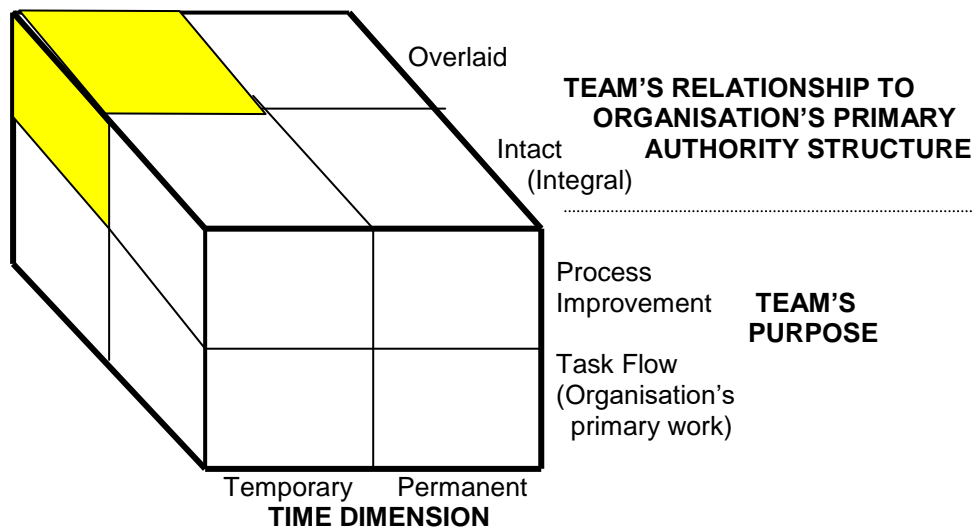 Overlaid
TEAM’S RELATIONSHIP TO
ORGANISATION’S PRIMARY
AUTHORITY STRUCTURE
Intact
(Integral)
Process
Improvement
TEAM’S
PURPOSE
Task Flow
(Organisation’s
primary work)
Temporary Permanent
TIME DIMENSION